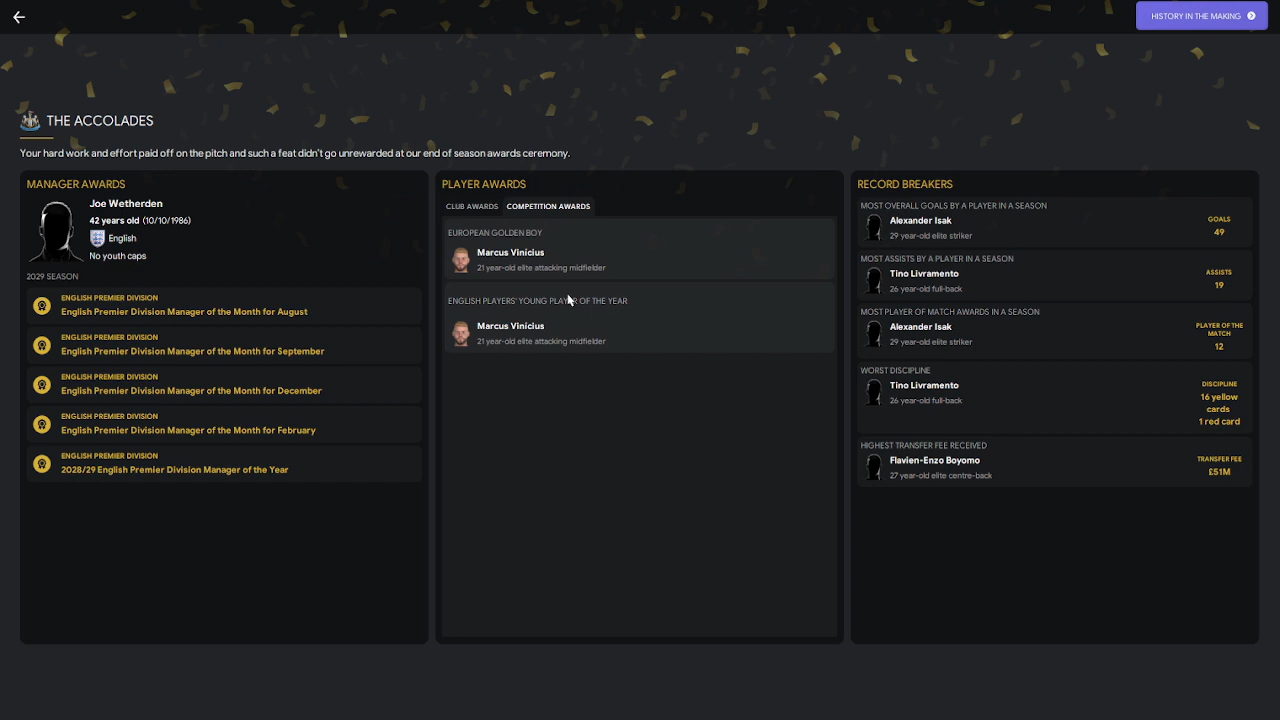 HISTORY IN THE MAKING
THE ACCOLADES
Your hard work and effort paid off on the pitch and such a feat didn't go unrewarded at our end of season awards ceremony.
MANAGER AWARDS
Joe Wetherden
42 years old (10/10/1986)
English
No youth caps
2029 SEASON
ENGLISH PREMIER DIVISION
English Premier Division Manager of the Month for August
ENGLISH PREMIER DIVISION
English Premier Division Manager of the Month for September
ENGLISH PREMIER DIVISION
English Premier Division Manager of the Month for December
ENGLISH PREMIER DIVISION
English Premier Division Manager of the Month for February
ENGLISH PREMIER DIVISION
2028/29 English Premier Division Manager of the Year
PLAYER AWARDS
CLUB AWARDS COMPETITION AWARDS
EUROPEAN GOLDEN BOY
Marcus Vinícius
21 year-old elite attacking midfielder
ENGLISH PLAYERS' YOUNG PLAYER OF THE YEAR
Marcus Vinícius
21 year-old elite attacking midfielder
RECORD BREAKERS
MOST OVERALL GOALS BY A PLAYER IN A SEASON
Alexander Isak
29 year-old elite striker
GOALS
49
MOST ASSISTS BY A PLAYER IN A SEASON
Tino Livramento
26 year-old full-back
ASSISTS
19
MOST PLAYER OF MATCH AWARDS IN A SEASON
Alexander Isak
29 year-old elite striker
PLAYER OF THE
MATCH
12
WORST DISCIPLINE
Tino Livramento
26 year-old full-back
DISCIPLINE
16 yellow
cards
1 red card
HIGHEST TRANSFER FEE RECEIVED
Flavien-Enzo Boyomo
27 year-old elite centre-back
TRANSFER FEE
£51M